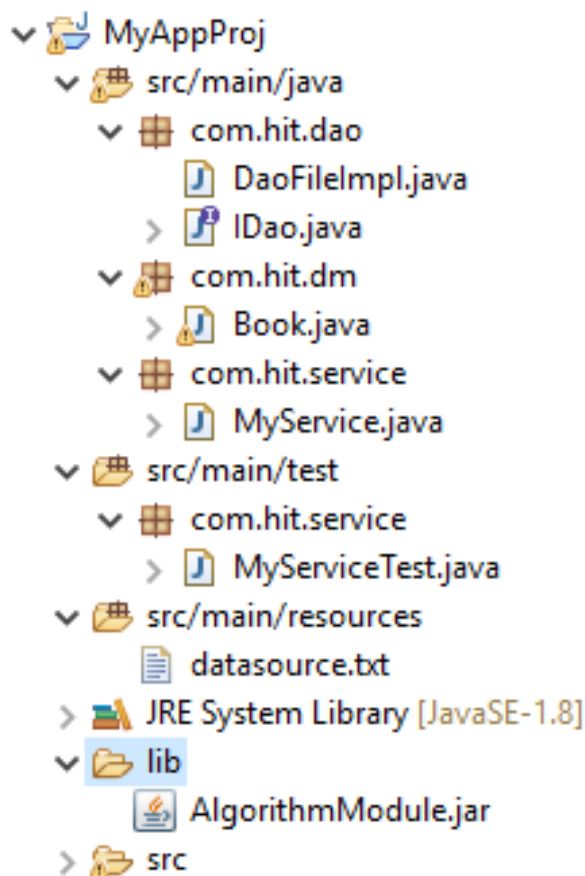 MyAppProj
src/main/java
com.hit.dao
DaoFileImpl.java
IDao.java
com.hit.dm
Book.java
com.hit.service
MyService.java
src/main/test
com.hit.service
MyServiceTest.java
src/main/resources
datasource.txt
JRE System Library [JavaSE-1.8]
lib
AlgorithmModule.jar
src